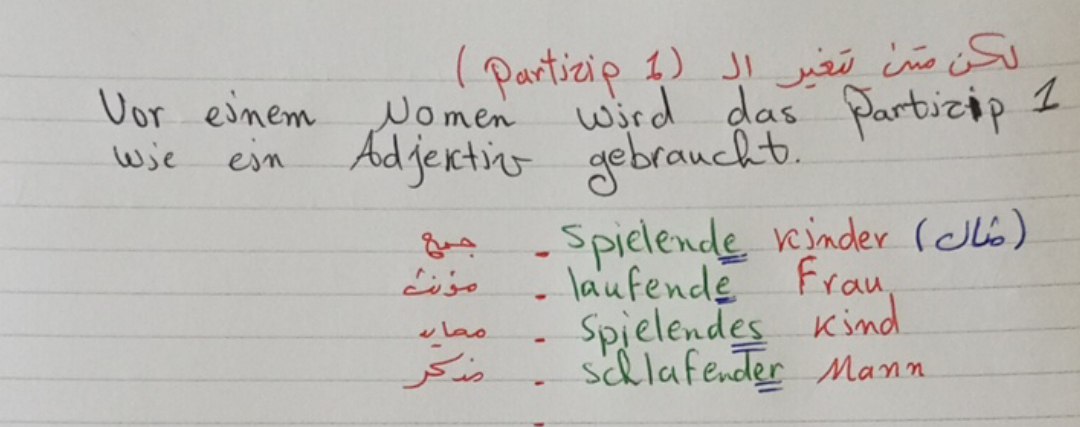 لكن متى تتغير ال (Partizip 1)
Vor einem Nomen wird das Partizip 1
wie ein Adjektiv gebraucht.
جمع - Spielende Kinder (مثال)
مؤنث - laufende Frau
محايد - Spielendes Kind
مذكر - schlafender Mann
-